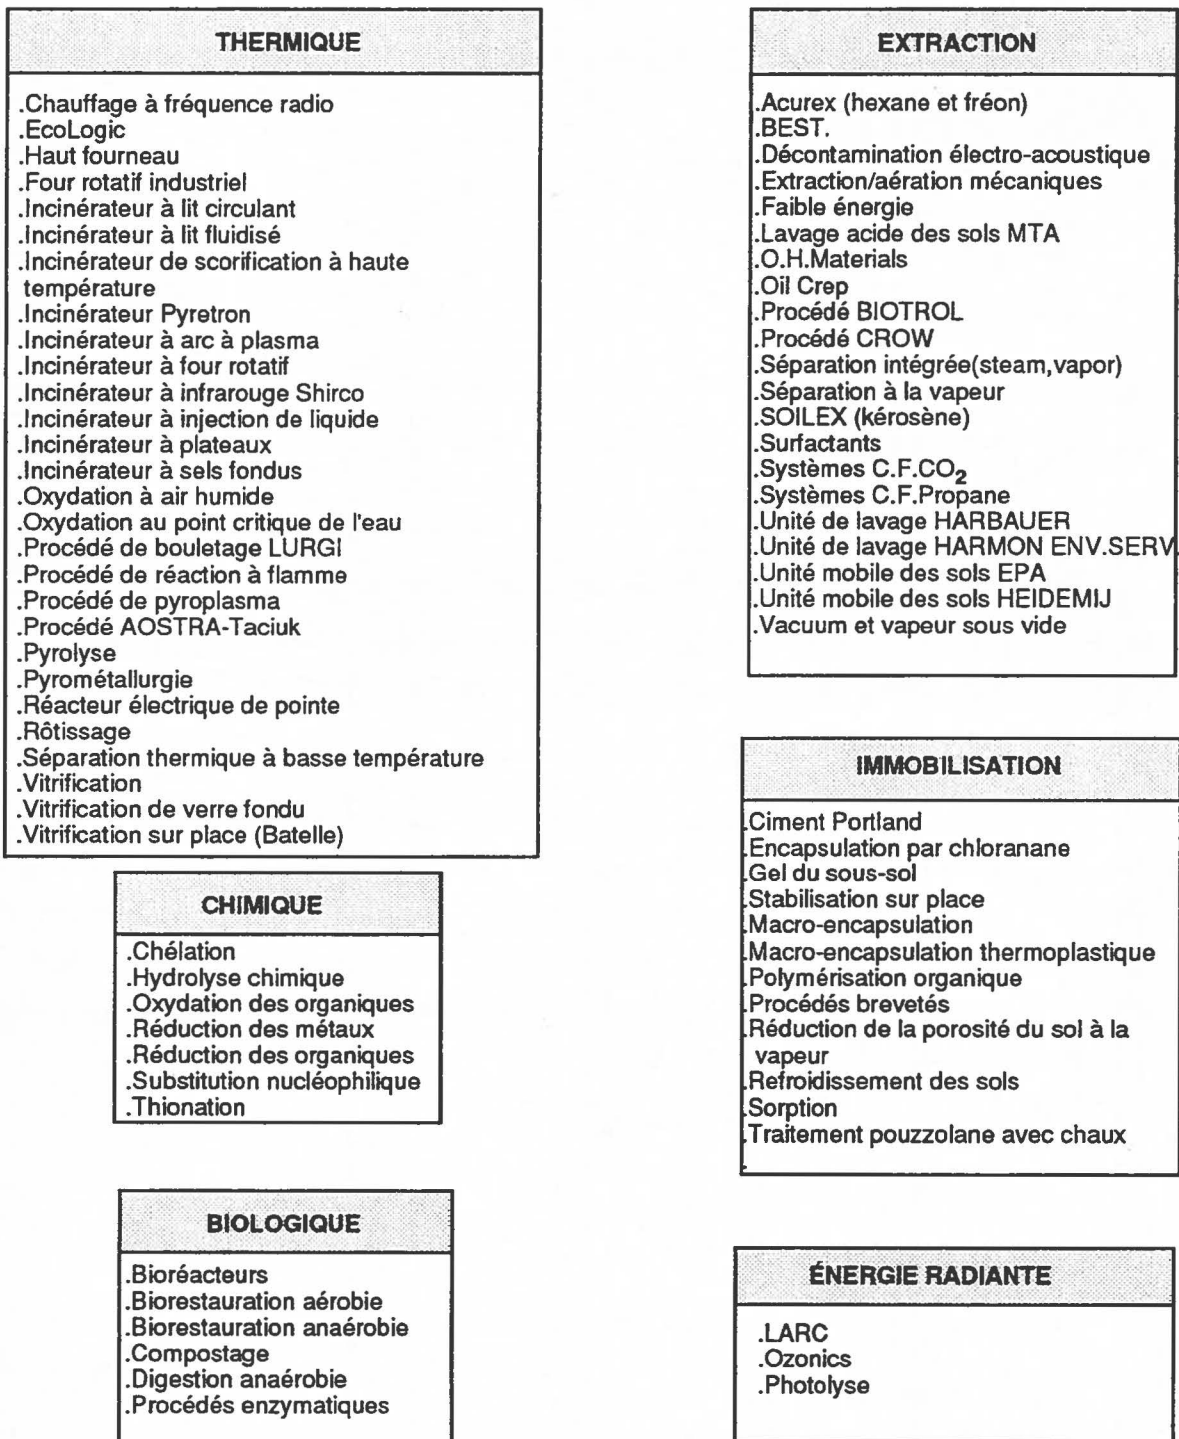 THERMIQUE
.Chauffage à fréquence radio
.EcoLogic
.Haut fourneau
.Four rotatif industriel
.Incinérateur à lit circulant
.Incinérateur à lit fluidisé
.Incinérateur de scorification à haute
température
.Incinérateur Pyretron
.Incinérateur à arc à plasma
.Incinérateur à four rotatif
.Incinérateur à infrarouge Shirco
.Incinérateur à injection de liquide
.Incinérateur à plateaux
.Incinérateur à sels fondus
.Oxydation à air humide
.Oxydation au point critique de l'eau
.Procédé de bouletage LURGI
.Procédé de réaction à flamme
.Procédé de pyroplasma
.Procédé AOSTRA-Taciuk
.Pyrolyse
.Pyrométallurgie
.Réacteur électrique de pointe
.Rôtissage
.Séparation thermique à basse température
.Vitrification
.Vitrification de verre fondu
.Vitrification sur place (Batelle)
CHIMIQUE
.Chélation
.Hydrolyse chimique
.Oxydation des organiques
.Réduction des métaux
.Réduction des organiques
.Substitution nucléophilique
.Thionation
BIOLOGIQUE
.Bioréacteurs
.Biorestauration aérobie
.Biorestauration anaérobie
.Compostage
.Digestion anaérobie
.Procédés enzymatiques
EXTRACTION
.Acurex (hexane et fréon)
.BEST.
.Décontamination électro-acoustique
.Extraction/aération mécaniques
.Faible énergie
.Lavage acide des sols MTA
.O.H.Materials
.Oil Crep
.Procédé BIOTROL
.Procédé CROW
.Séparation intégrée(steam,vapor)
.Séparation à la vapeur
.SOILEX (kérosène)
.Surfactants
.Systèmes C.F.CO₂
.Systèmes C.F.Propane
.Unité de lavage HARBAUER
.Unité de lavage HARMON ENV.SERV.
.Unité mobile des sols EPA
.Unité mobile des sols HEIDEMIJ
.Vacuum et vapeur sous vide
IMMOBILISATION
.Ciment Portland
.Encapsulation par chloranane
.Gel du sous-sol
.Stabilisation sur place
.Macro-encapsulation
.Macro-encapsulation thermoplastique
.Polymérisation organique
.Procédés brevetés
.Réduction de la porosité du sol à la
vapeur
.Refroidissement des sols
.Sorption
.Traitement pouzzolane avec chaux
.
ÉNERGIE RADIANTE
.LARC
.Ozonics
.Photolyse